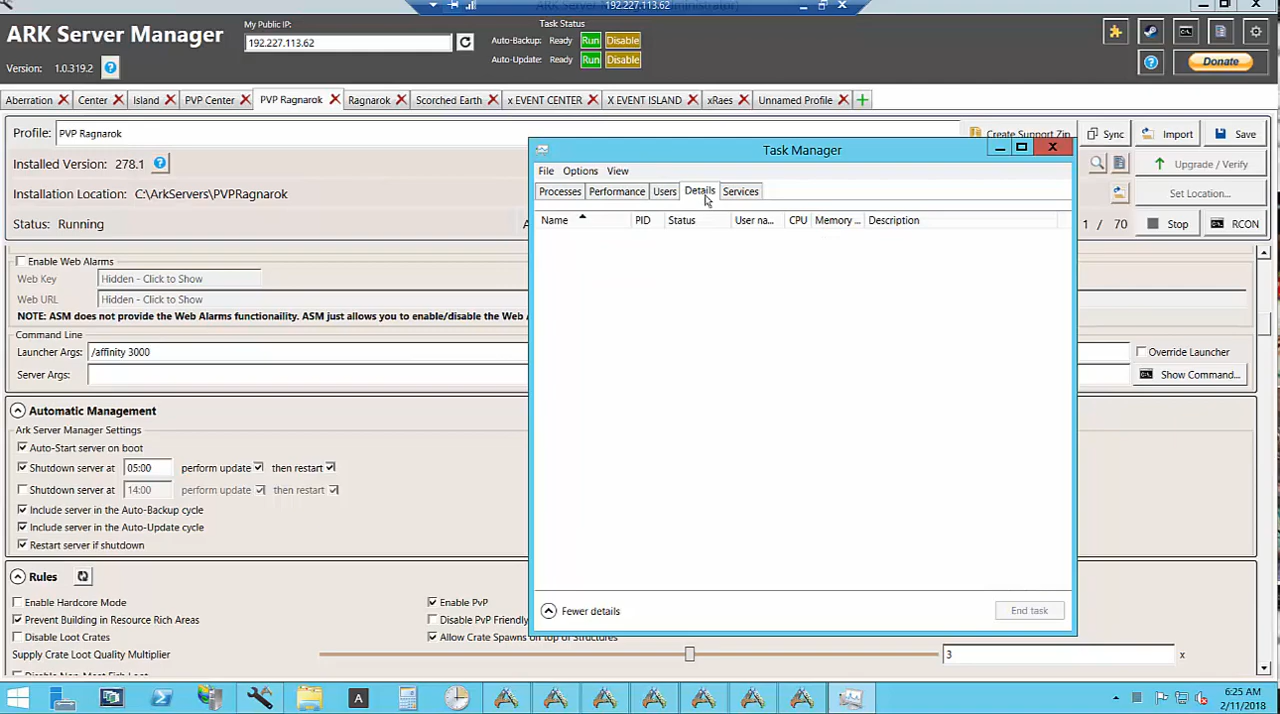 192.227.113.62
ARK Server Manager
My Public IP:
192.227.113.62
Task Status
Auto-Backup: Ready Run Disable
Auto-Update: Ready Run Disable
Version: 1.0.319.2
Donate
Aberration
Center
Island
PVP Center
PVP Ragnarok
Ragnarok
Scorched Earth
x EVENT CENTER
X EVENT ISLAND
xRaes
Unnamed Profile
Profile: PVP Ragnarok
Create Support Zip
Sync
Import
Save
Installed Version: 278.1
Upgrade / Verify
Installation Location: C:\ArkServers\PVPRagnarok
Set Location...
Status: Running
1 / 70
Stop
RCON
Task Manager
File Options View
Processes Performance Users Details Services
Name PID Status User na... CPU Memory ... Description
Fewer details
End task
Enable Web Alarms
Web Key Hidden - Click to Show
Web URL Hidden - Click to Show
NOTE: ASM does not provide the Web Alarms functionaility. ASM just allows you to enable/disable the Web
Command Line
Launcher Args: /affinity 3000
Override Launcher
Server Args:
Show Command...
Automatic Management
Ark Server Manager Settings
Auto-Start server on boot
Shutdown server at 05:00 perform update then restart
Shutdown server at 14:00 perform update then restart
Include server in the Auto-Backup cycle
Include server in the Auto-Update cycle
Restart server if shutdown
Rules
Enable Hardcore Mode
Enable PvP
Prevent Building in Resource Rich Areas
Disable PvP Friendly
Disable Loot Crates
Allow Crate Spawns on top of Structures
Supply Crate Loot Quality Multiplier 3 x
6:25 AM
2/11/2018